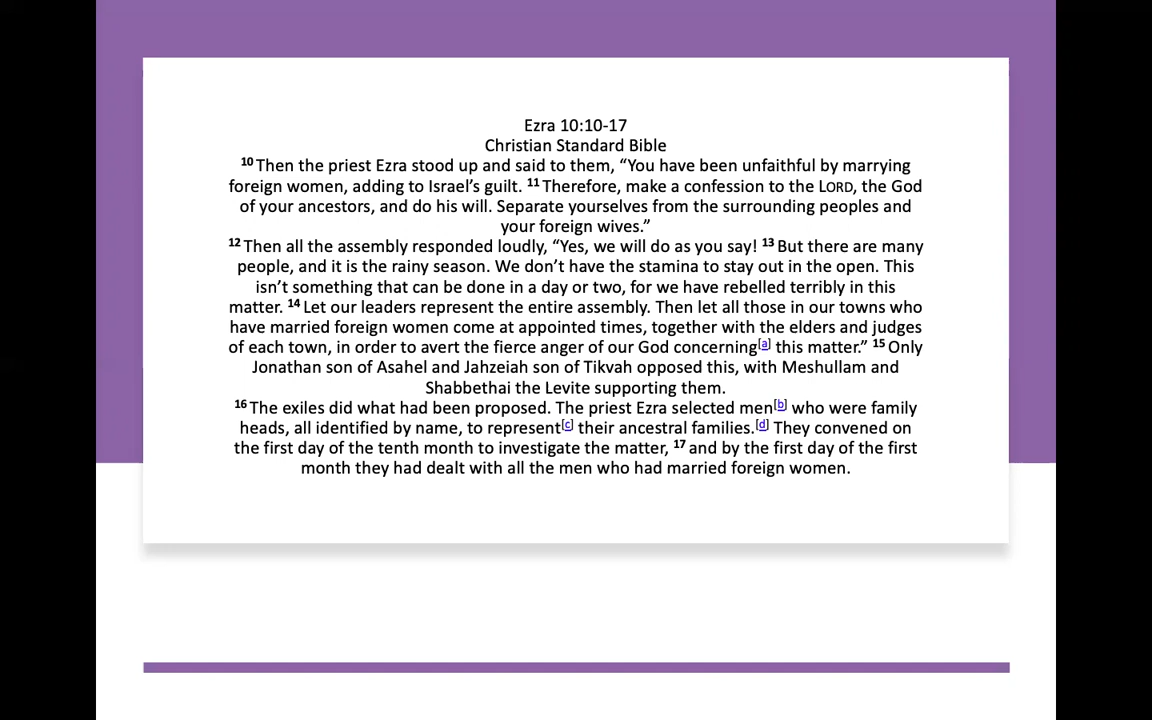 Ezra 10:10-17
Christian Standard Bible
10 Then the priest Ezra stood up and said to them, “You have been unfaithful by marrying
foreign women, adding to Israel’s guilt. 11 Therefore, make a confession to the LORD, the God
of your ancestors, and do his will. Separate yourselves from the surrounding peoples and
your foreign wives.”
12 Then all the assembly responded loudly, “Yes, we will do as you say! 13 But there are many
people, and it is the rainy season. We don’t have the stamina to stay out in the open. This
isn’t something that can be done in a day or two, for we have rebelled terribly in this
matter. 14 Let our leaders represent the entire assembly. Then let all those in our towns who
have married foreign women come at appointed times, together with the elders and judges
of each town, in order to avert the fierce anger of our God concerning[a] this matter.” 15 Only
Jonathan son of Asahel and Jahzeiah son of Tikvah opposed this, with Meshullam and
Shabbethai the Levite supporting them.
16 The exiles did what had been proposed. The priest Ezra selected men[b] who were family
heads, all identified by name, to represent[c] their ancestral families.[d] They convened on
the first day of the tenth month to investigate the matter, 17 and by the first day of the first
month they had dealt with all the men who had married foreign women.